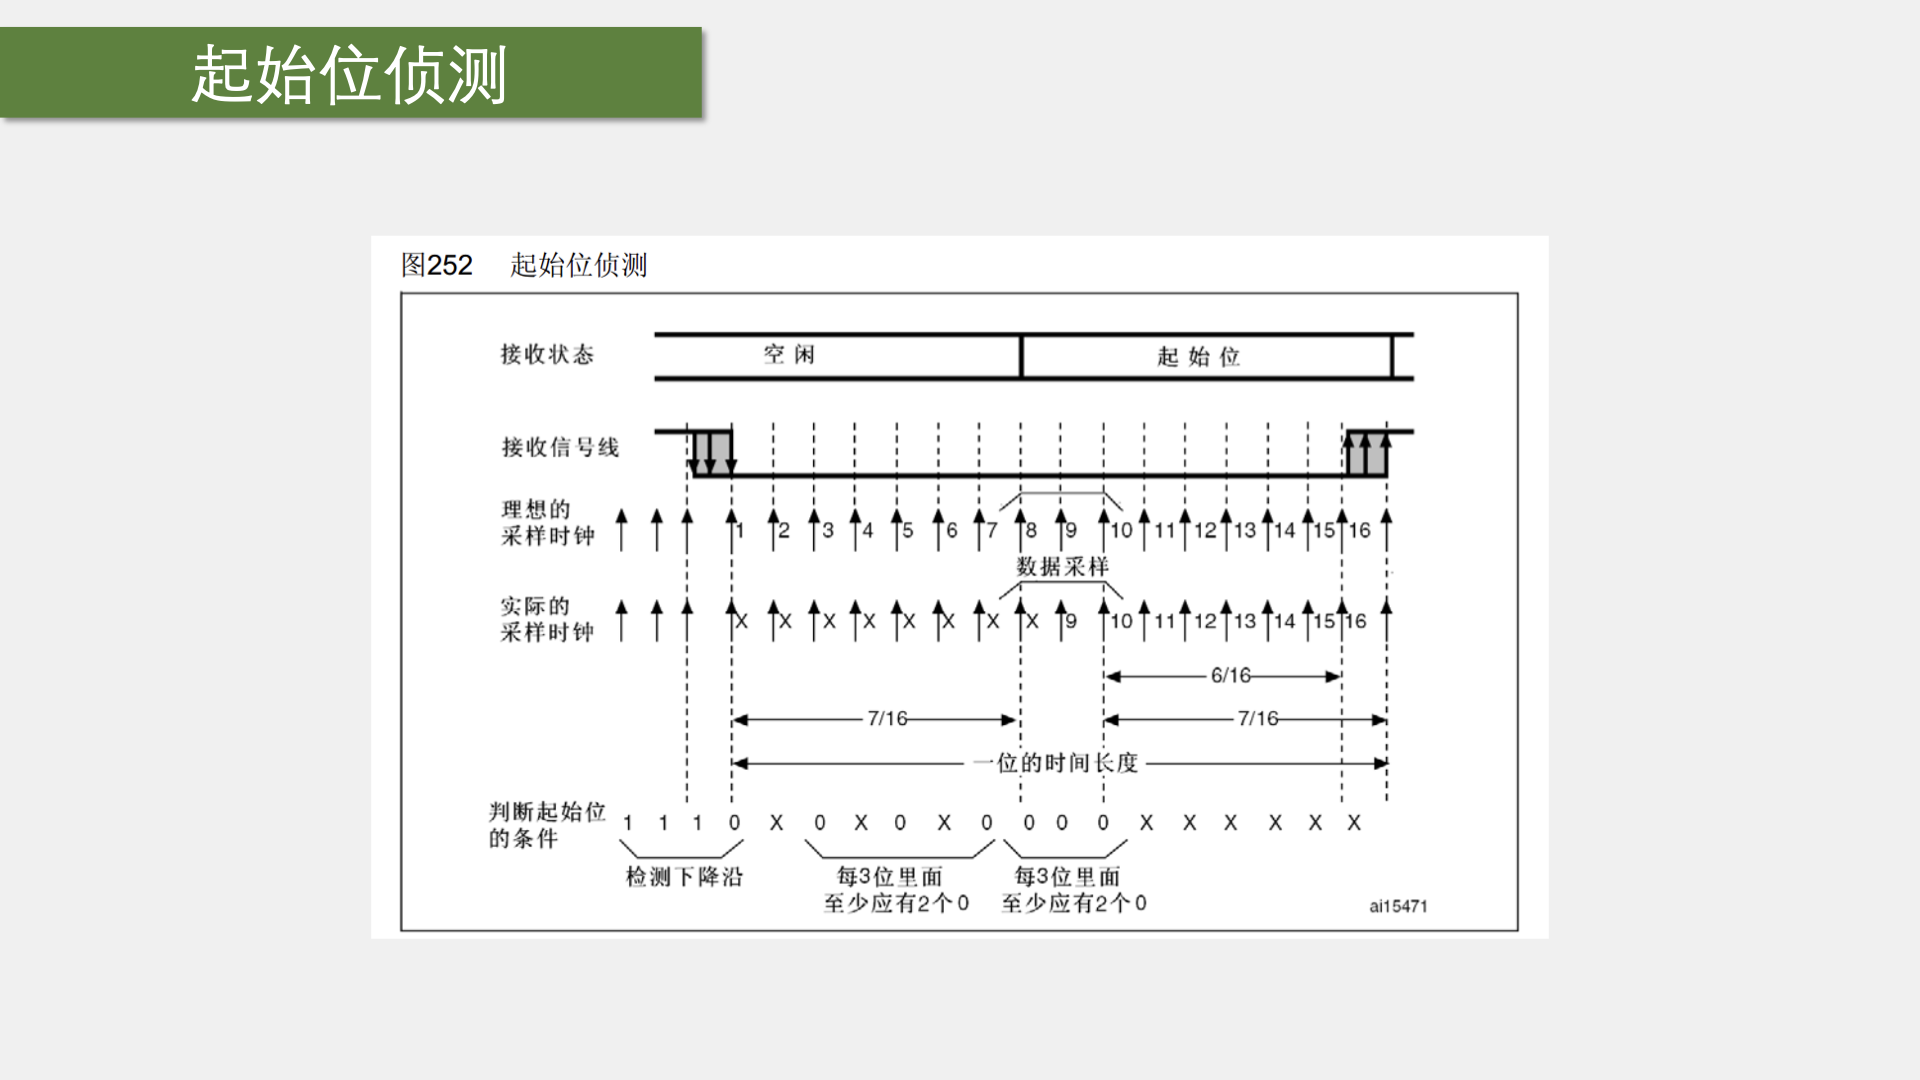 起始位侦测
图252 起始位侦测
接收状态 空闲 起始位
接收信号线
理想的
采样时钟
1 2 3 4 5 6 7 8 9 10 11 12 13 14 15 16
数据采样
实际的
采样时钟
X X X X X X X X 9 10 11 12 13 14 15 16
6/16
7/16 7/16
一位的时间长度
判断起始位
的条件
1 1 1 0 X 0 X 0 X 0 0 0 0 X X X X X X
检测下降沿
每3位里面
至少应有2个0
每3位里面
至少应有2个0
ai15471